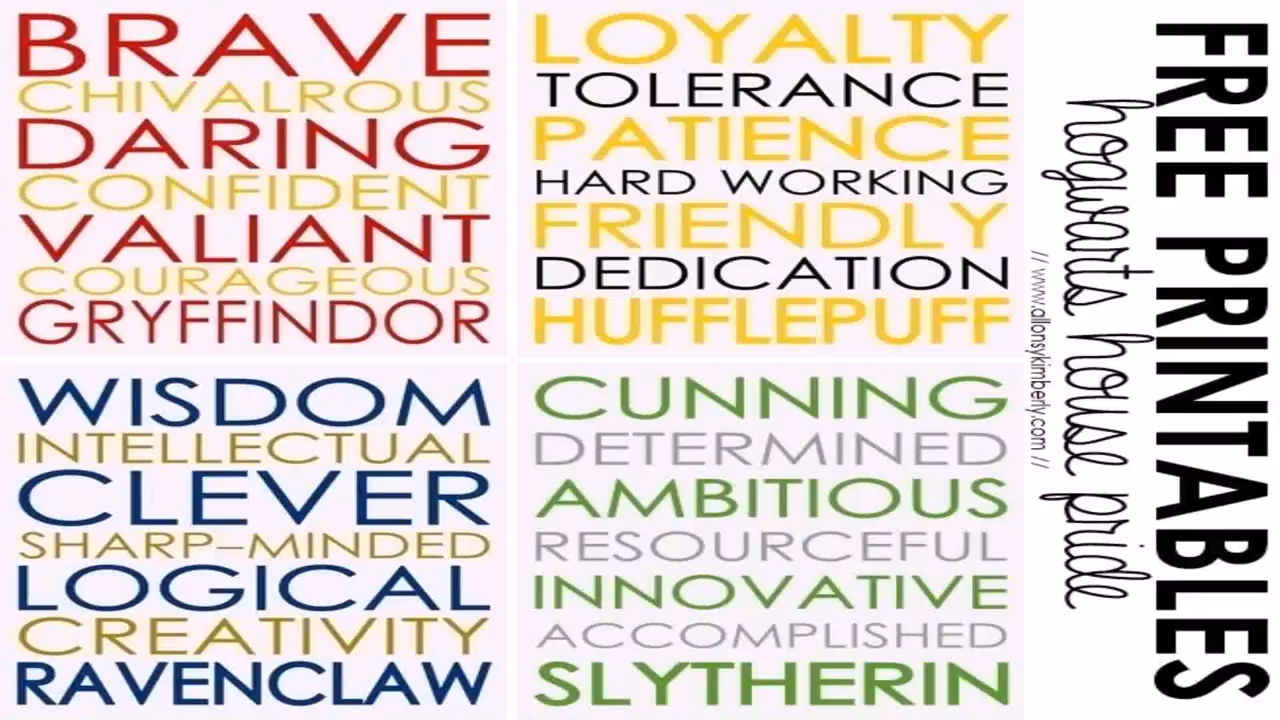 BRAVE
CHIVALROUS
DARING
CONFIDENT
VALIANT
COURAGEOUS
GRYFFINDOR
LOYALTY
TOLERANCE
PATIENCE
HARD WORKING
FRIENDLY
DEDICATION
HUFFLEPUFF
WISDOM
INTELLECTUAL
CLEVER
SHARP-MINDED
LOGICAL
CREATIVITY
RAVENCLAW
CUNNING
DETERMINED
AMBITIOUS
RESOURCEFUL
INNOVATIVE
ACCOMPLISHED
SLYTHERIN
FREE PRINTABLES
hogwarts house pride
// www.allonsykimberly.com //